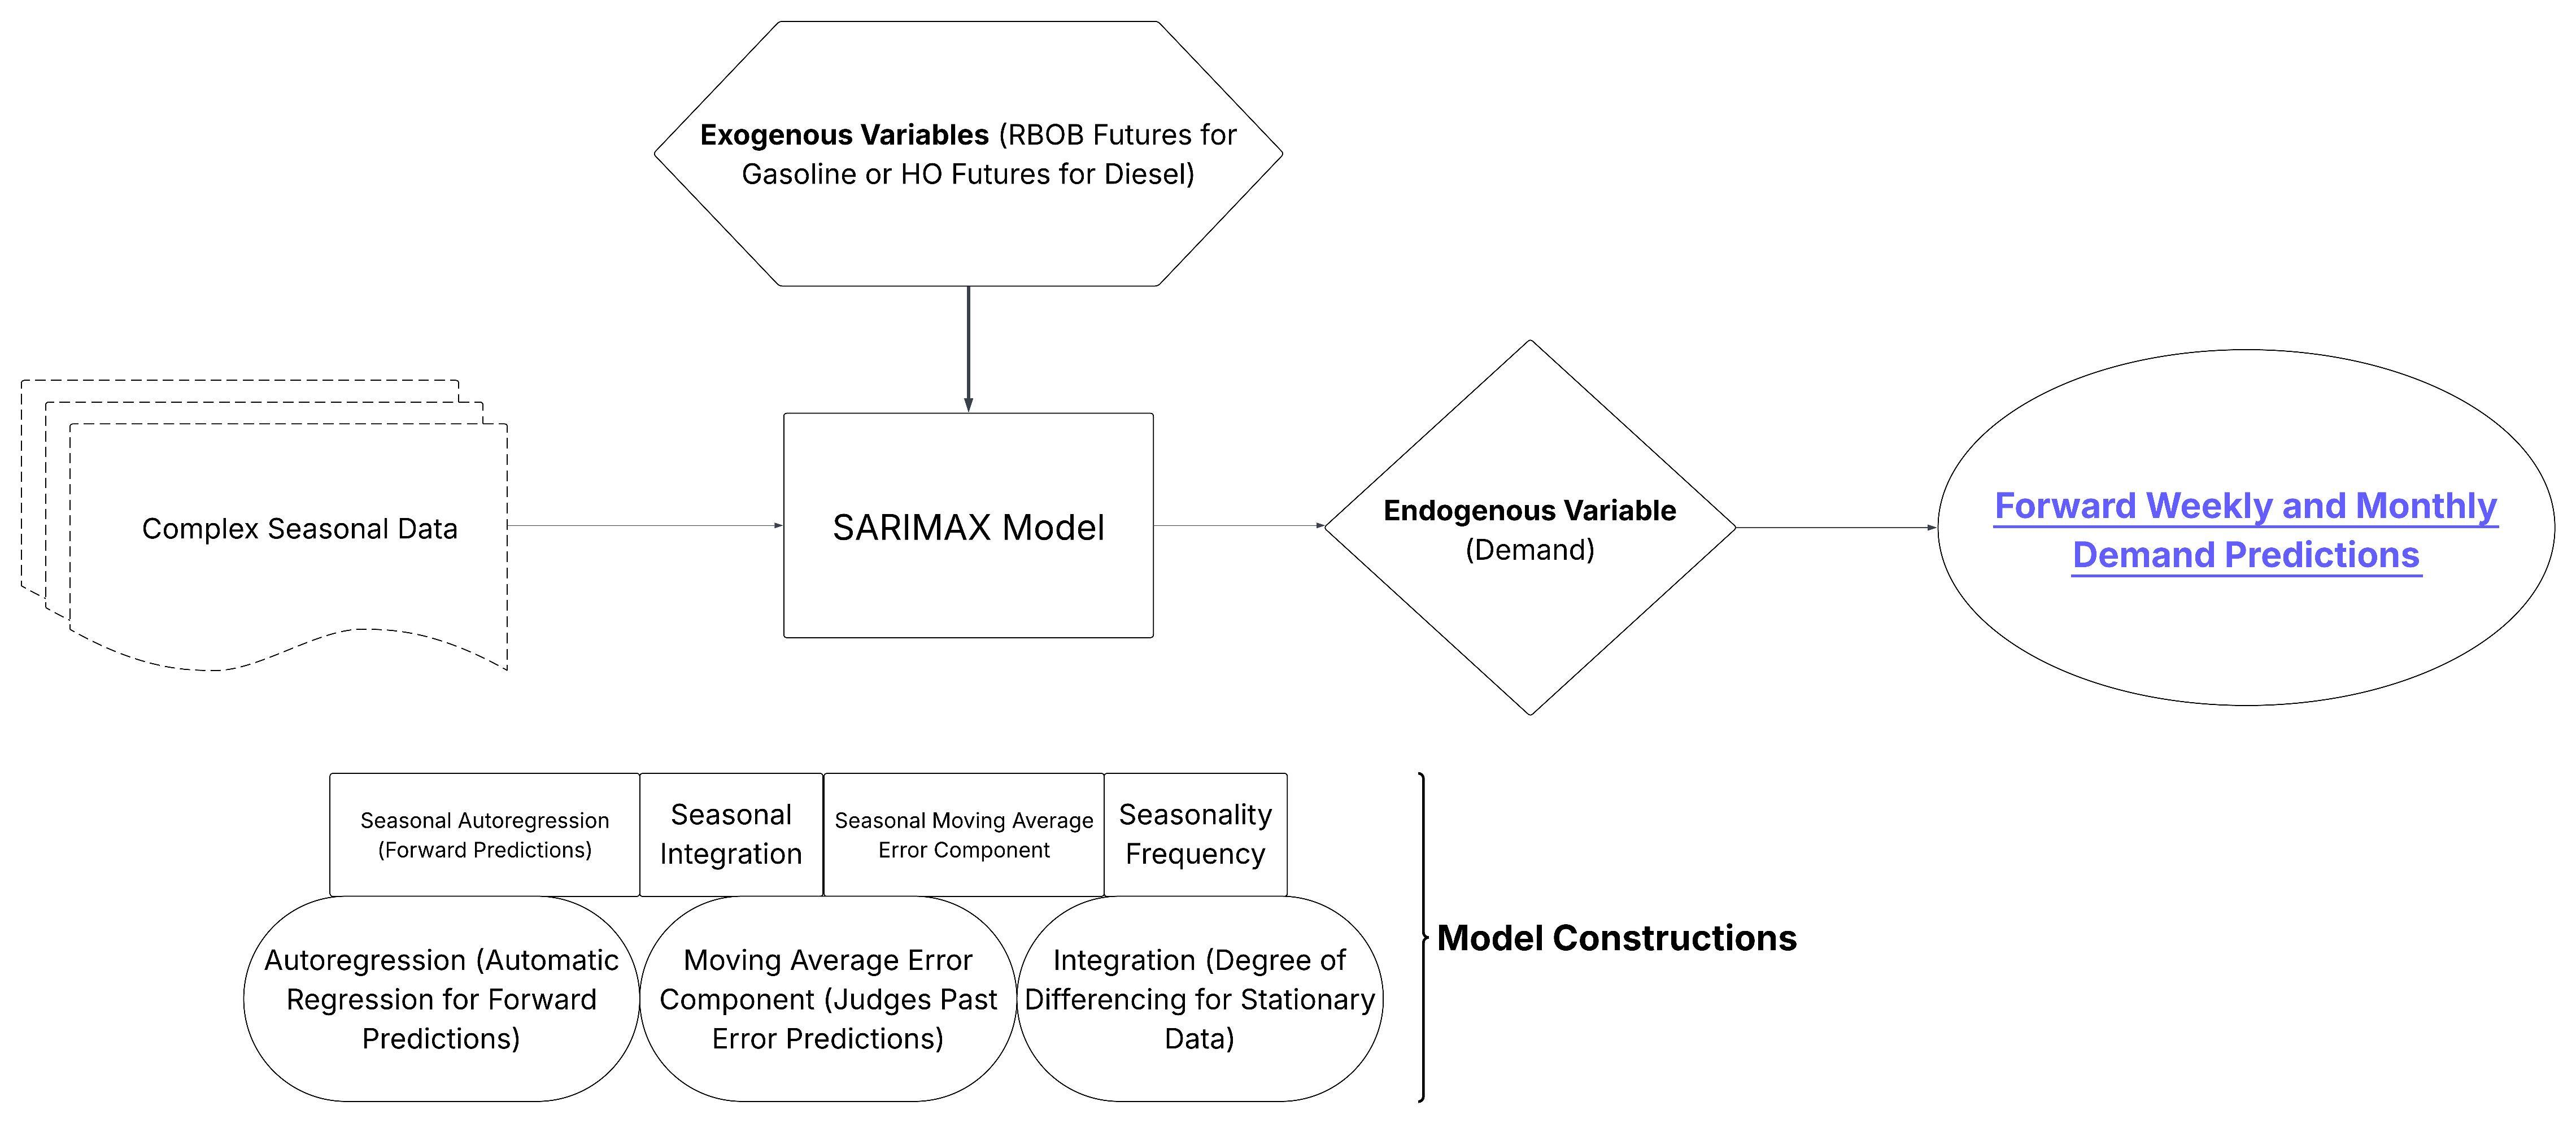 Exogenous Variables (RBOB Futures for
Gasoline or HO Futures for Diesel)
Complex Seasonal Data
SARIMAX Model
Endogenous Variable
(Demand)
Forward Weekly and Monthly
Demand Predictions
Seasonal Autoregression
(Forward Predictions)
Seasonal
Integration
Seasonal Moving Average
Error Component
Seasonality
Frequency
Autoregression (Automatic
Regression for Forward
Predictions)
Moving Average Error
Component (Judges Past
Error Predictions)
Integration (Degree of
Differencing for Stationary
Data)
Model Constructions